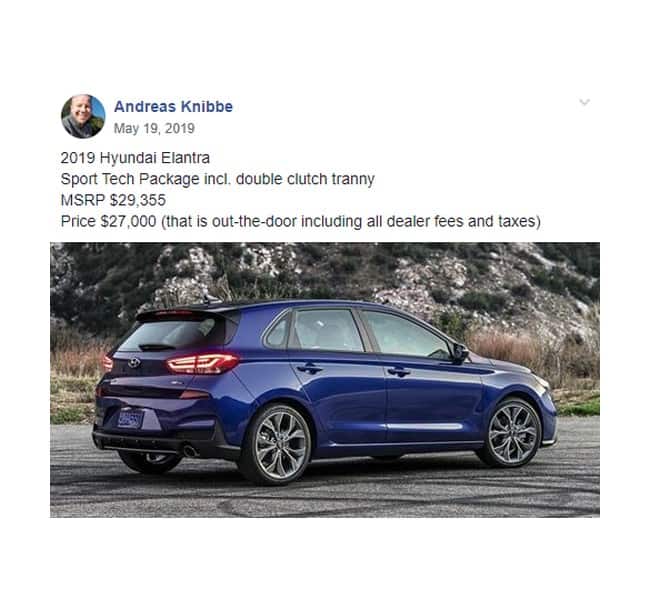 Andreas Knibbe
May 19, 2019
2019 Hyundai Elantra
Sport Tech Package incl. double clutch tranny
MSRP $29,355
Price $27,000 (that is out-the-door including all dealer fees and taxes)